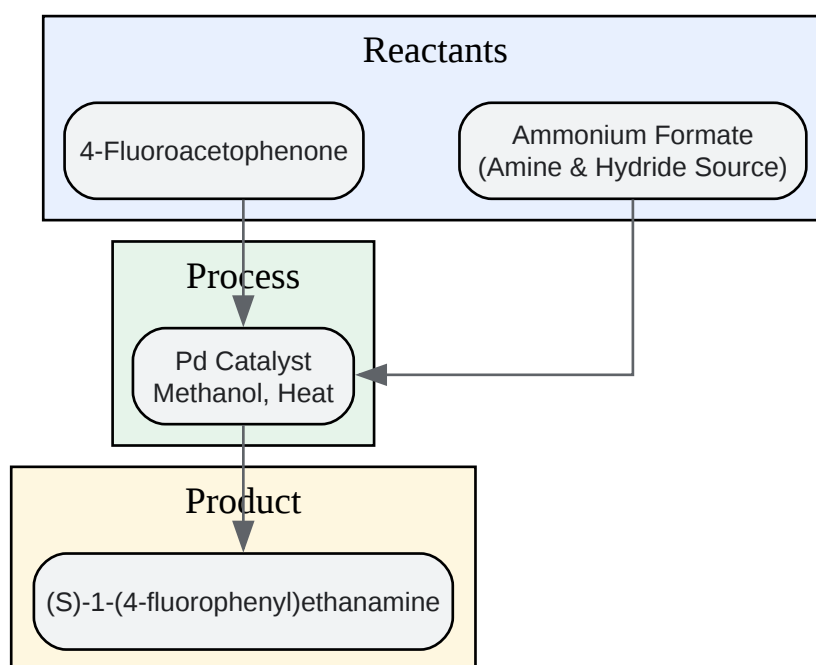 Reactants
4-Fluoroacetophenone
Ammonium Formate
(Amine & Hydride Source)
Process
Pd Catalyst
Methanol, Heat
Product
(S)-1-(4-fluorophenyl)ethanamine